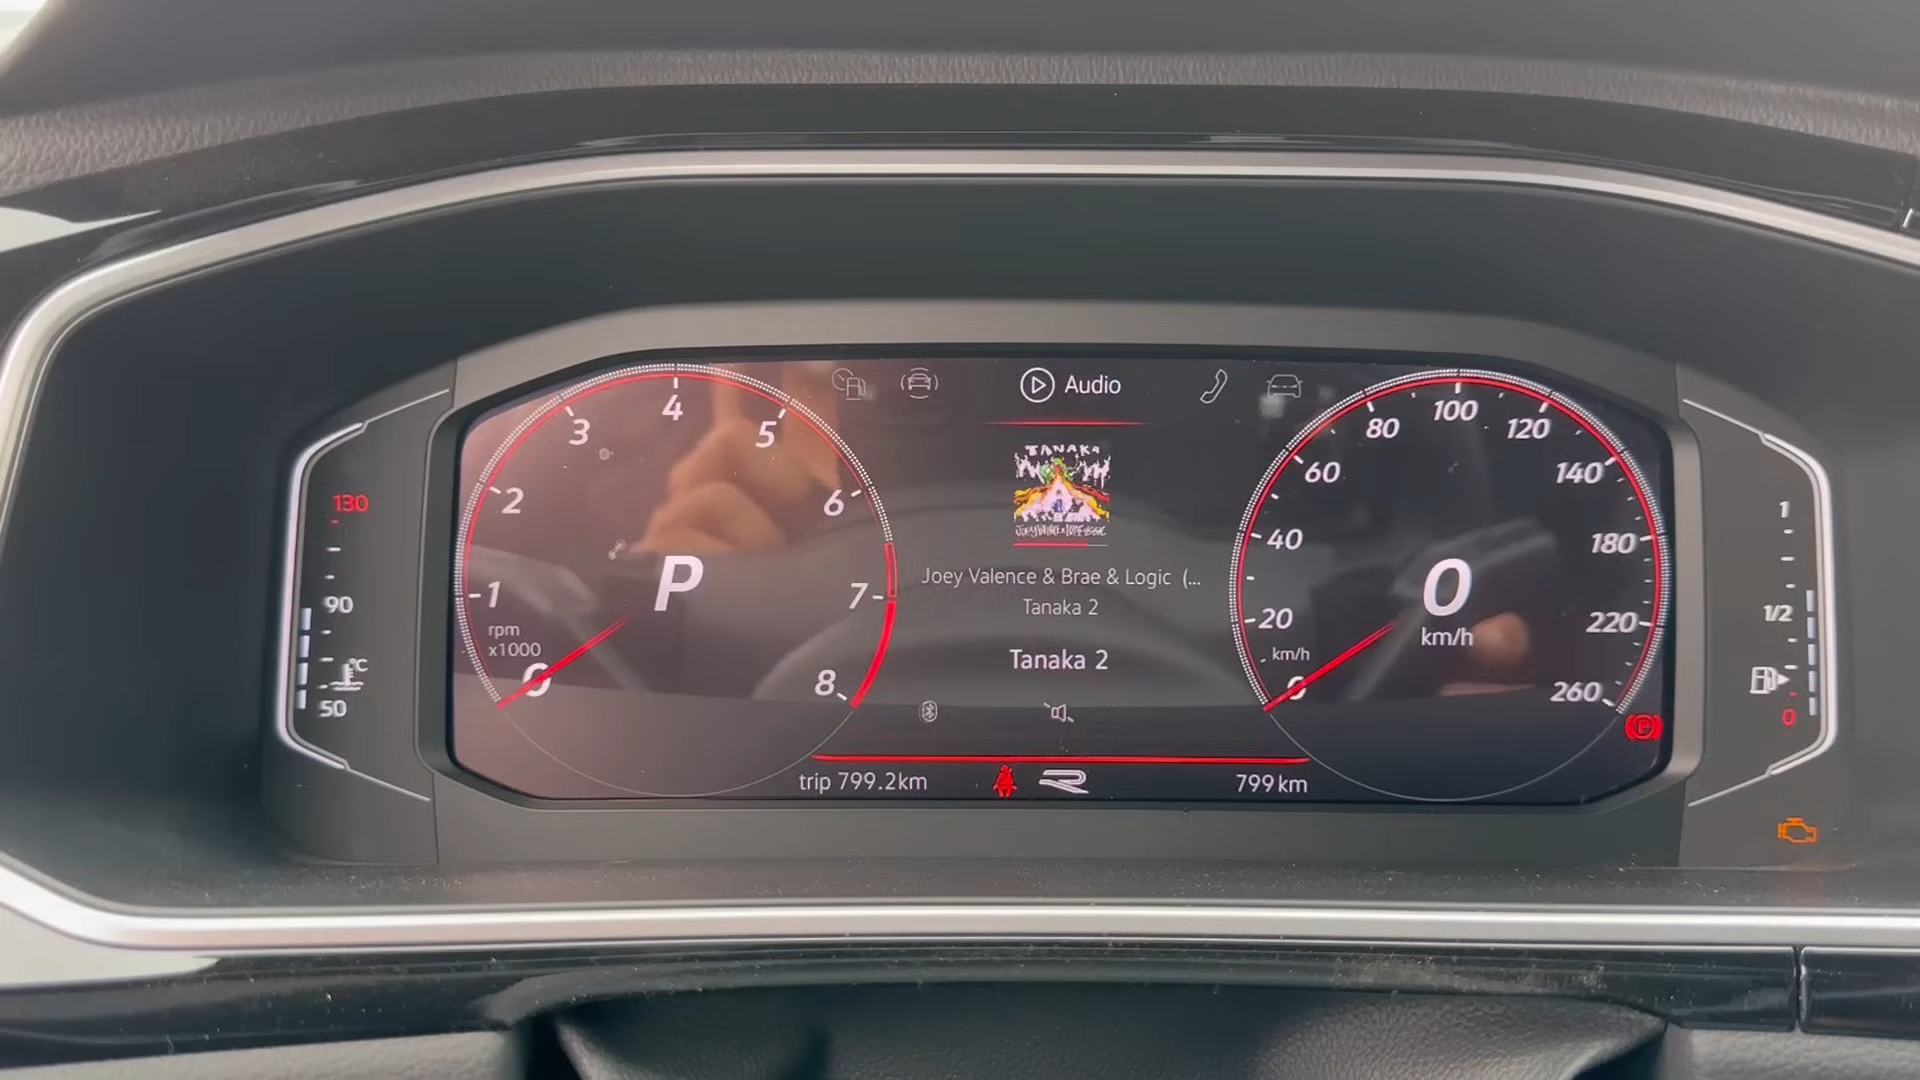 Audio
TANAKA
Joey Valence & Brae & Logic (...
Tanaka 2
Tanaka 2
trip 799.2km
799km
P
0
1
2
3
4
5
6
7
8
rpm
x1000
0
km/h
0
20
40
60
80
100
120
140
180
220
260
km/h
130
90
50
°C
1
1/2
0
P